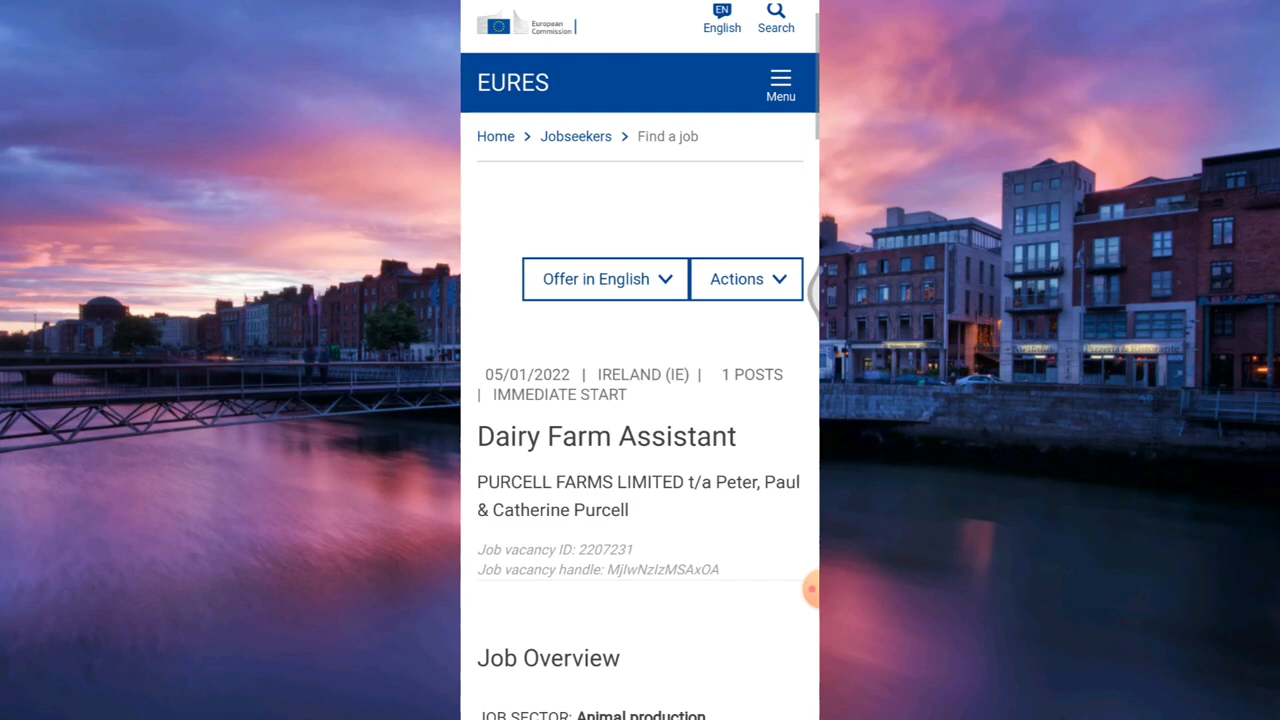 European
Commission
EN
English
Search
EURES
Menu
Home > Jobseekers > Find a job
Offer in English
Actions
05/01/2022 | IRELAND (IE) | 1 POSTS
| IMMEDIATE START
Dairy Farm Assistant
PURCELL FARMS LIMITED t/a Peter, Paul
& Catherine Purcell
Job vacancy ID: 2207231
Job vacancy handle: MjIwNzIzMSAxOA
Job Overview
JOB SECTOR: Animal production